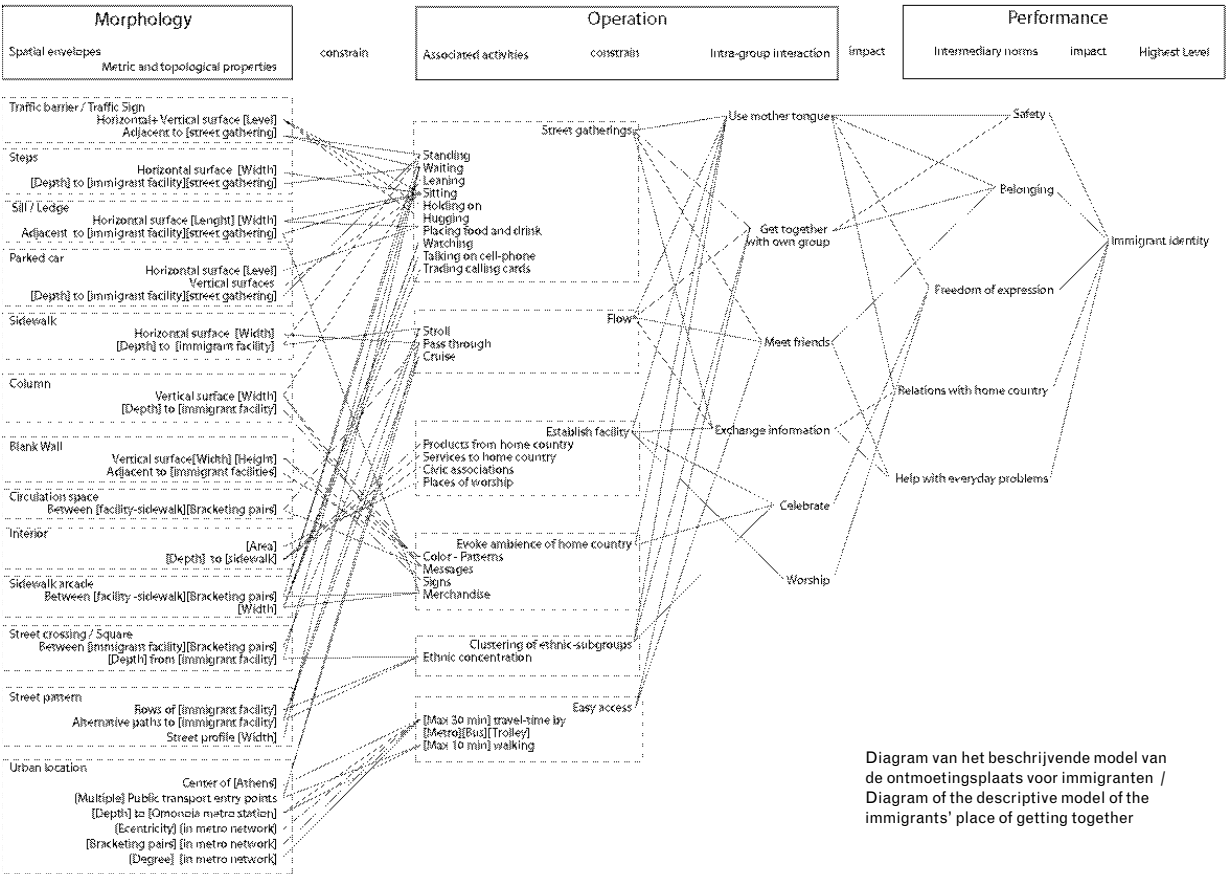 Morphology
Spatial envelopes
Metric and topological properties
constrain
Operation
Associated activities
constrain
Intra-group interaction
impact
Performance
Intermediary norms
impact
Highest Level
Traffic barrier / Traffic Sign
Horizontal+ Vertical surface [Level]
Adjacent to [street gathering]
Steps
Horizontal surface [Width]
[Depth] to [immigrant facility][street gathering]
Sill / Ledge
Horizontal surface [Lenght] [Width]
Adjacent to [immigrant facility][street gathering]
Parked car
Horizontal surface [Level]
Vertical surfaces
[Depth] to [immigrant facility][street gathering]
Sidewalk
Horizontal surface [Width]
[Depth] to [immigrant facility]
Column
Vertical surface [Width]
[Depth] to [immigrant facility]
Blank Wall
Vertical surface[Width] [Height]
Adjacent to [immigrant facilities]
Circulation space
Between [facility-sidewalk][Bracketing pairs]
Interior
[Area]
[Depth] to [sidewalk]
Sidewalk arcade
Between [facility -sidewalk][Bracketing pairs]
[Width]
Street crossing / Square
Between [immigrant facility][Bracketing pairs]
[Depth] from [immigrant facility]
Street pattern
Rows of [immigrant facility]
Alternative paths to [immigrant facility]
Street profile [Width]
Urban location
Center of [Athens]
[Multiple] Public transport entry points
[Depth] to [Omonoia metro station]
[Eccentricity] [in metro network]
[Bracketing pairs] [in metro network]
[Degree] [in metro network]
Street gatherings
Standing
Waiting
Leaning
Sitting
Holding on
Hugging
Placing food and drink
Watching
Talking on cell-phone
Trading calling cards
Flow
Stroll
Pass through
Cruise
Establish facility
Products from home country
Services to home country
Civic associations
Places of worship
Evoke ambience of home country
Color - Patterns
Messages
Signs
Merchandise
Clustering of ethnic-subgroups
Ethnic concentration
Easy access
[Max 30 min] travel-time by
[Metro][Bus][Trolley]
[Max 10 min] walking
Use mother tongue
Get together
with own group
Meet friends
Exchange information
Celebrate
Worship
Safety
Belonging
Freedom of expression
Relations with home country
Help with everyday problems
Immigrant identity
Diagram van het beschrijvende model van
de ontmoetingsplaats voor immigranten /
Diagram of the descriptive model of the
immigrants' place of getting together